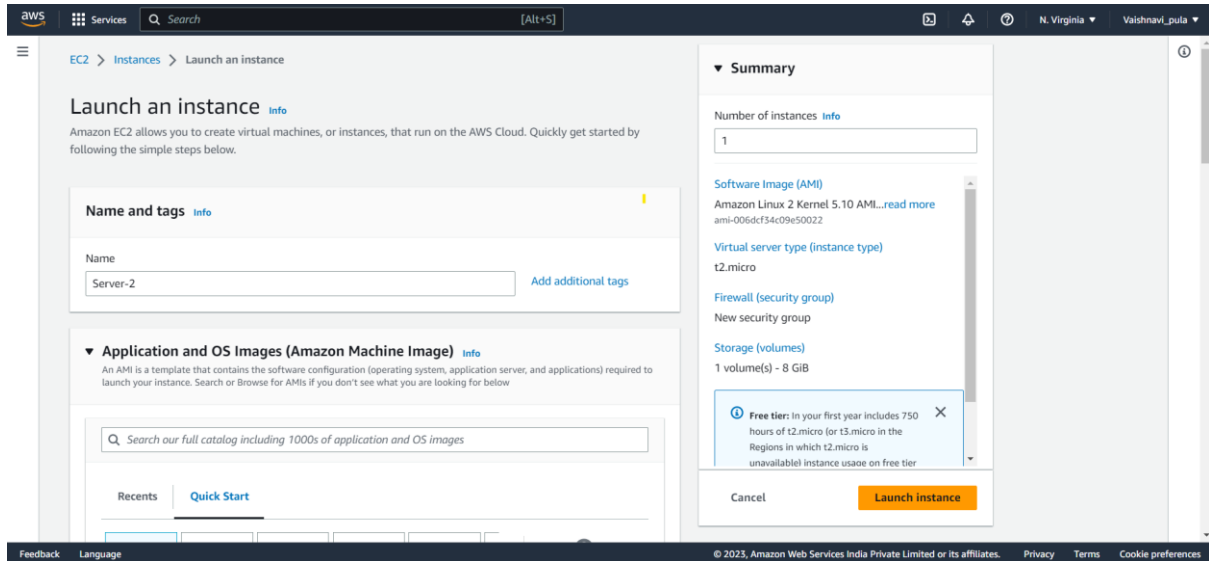 aws
Services
Search
[Alt+S]
N. Virginia
Vaishnavi_pula
EC2 > Instances > Launch an instance
Launch an instance Info
Amazon EC2 allows you to create virtual machines, or instances, that run on the AWS Cloud. Quickly get started by
following the simple steps below.
Name and tags Info
Name
Server-2
Add additional tags
Application and OS Images (Amazon Machine Image) Info
An AMI is a template that contains the software configuration (operating system, application server, and applications) required to
launch your instance. Search or Browse for AMIs if you don't see what you are looking for below
Search our full catalog including 1000s of application and OS images
Recents
Quick Start
Summary
Number of instances Info
1
Software Image (AMI)
Amazon Linux 2 Kernel 5.10 AMI...read more
ami-006dcf34c09e50022
Virtual server type (instance type)
t2.micro
Firewall (security group)
New security group
Storage (volumes)
1 volume(s) - 8 GiB
Free tier: In your first year includes 750
hours of t2.micro (or t3.micro in the
Regions in which t2.micro is
unavailable) instance usage on free tier
Cancel
Launch instance
Feedback
Language
© 2023, Amazon Web Services India Private Limited or its affiliates.
Privacy
Terms
Cookie preferences